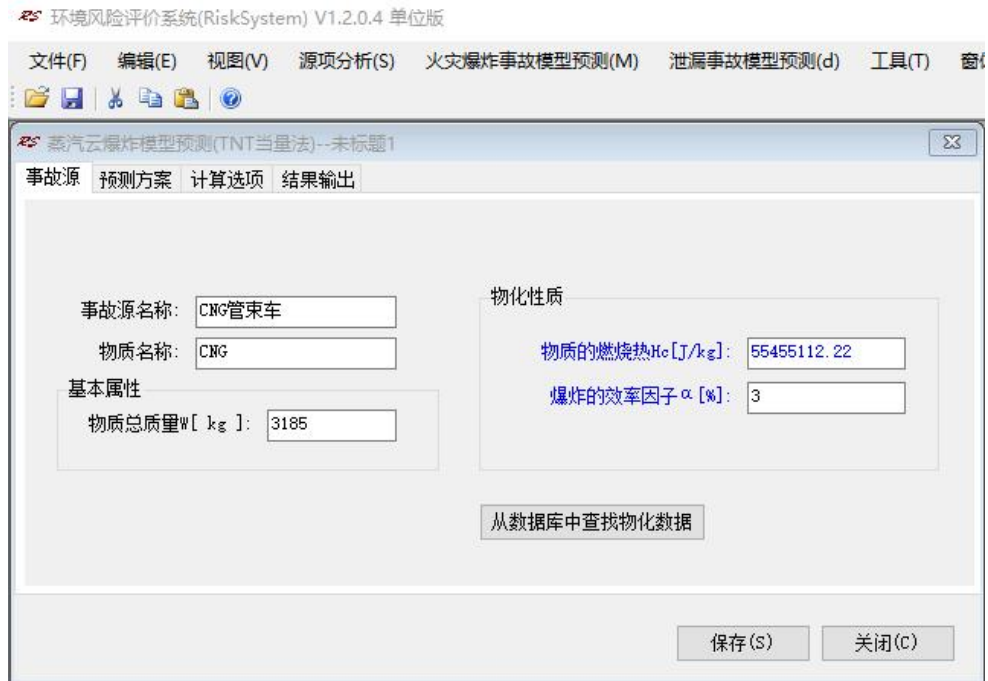 RS 环境风险评价系统(RiskSystem) V1.2.0.4 单位版
文件(F) 编辑(E) 视图(V) 源项分析(S) 火灾爆炸事故模型预测(M) 泄漏事故模型预测(d) 工具(T)
RS 蒸汽云爆炸模型预测(TNT当量法)--未标题1
事故源 预测方案 计算选项 结果输出
事故源名称: CNG管束车
物质名称: CNG
基本属性
物质总质量W[ kg ]: 3185
物化性质
物质的燃烧热Hc[J/kg]: 55455112.22
爆炸的效率因子α[%]: 3
从数据库中查找物化数据
保存(S) 关闭(C)